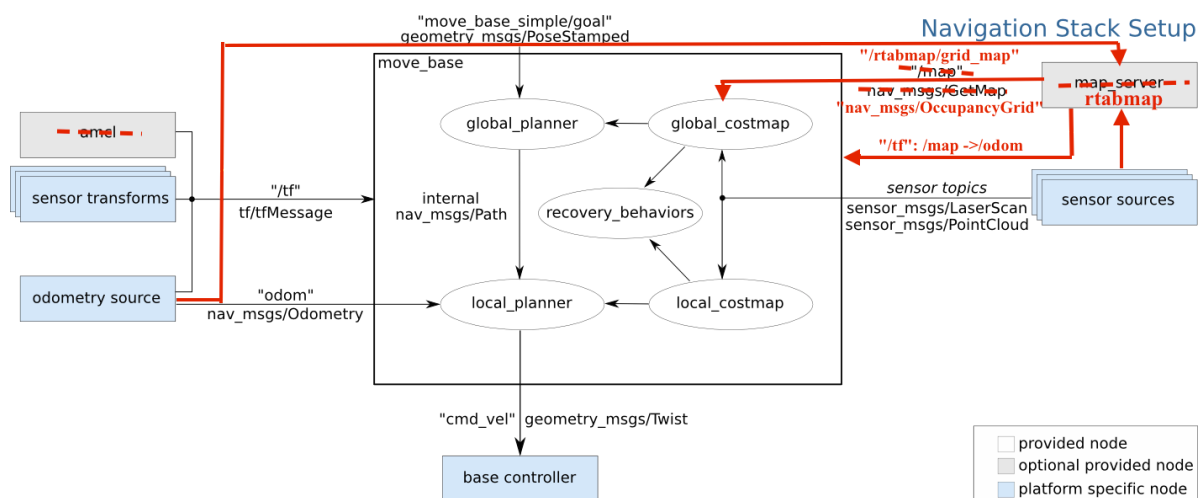 Navigation Stack Setup
"move_base_simple/goal"
geometry_msgs/PoseStamped
move_base
"/rtabmap/grid_map"
"/map"
nav_msgs/GetMap
"nav_msgs/OccupancyGrid"
map_server
rtabmap
amcl
global_planner
global_costmap
"/tf": /map ->/odom
sensor transforms
"/tf"
tf/tfMessage
internal
nav_msgs/Path
recovery_behaviors
sensor topics
sensor_msgs/LaserScan
sensor_msgs/PointCloud
sensor sources
odometry source
"odom"
nav_msgs/Odometry
local_planner
local_costmap
"cmd_vel"
geometry_msgs/Twist
base controller
provided node
optional provided node
platform specific node